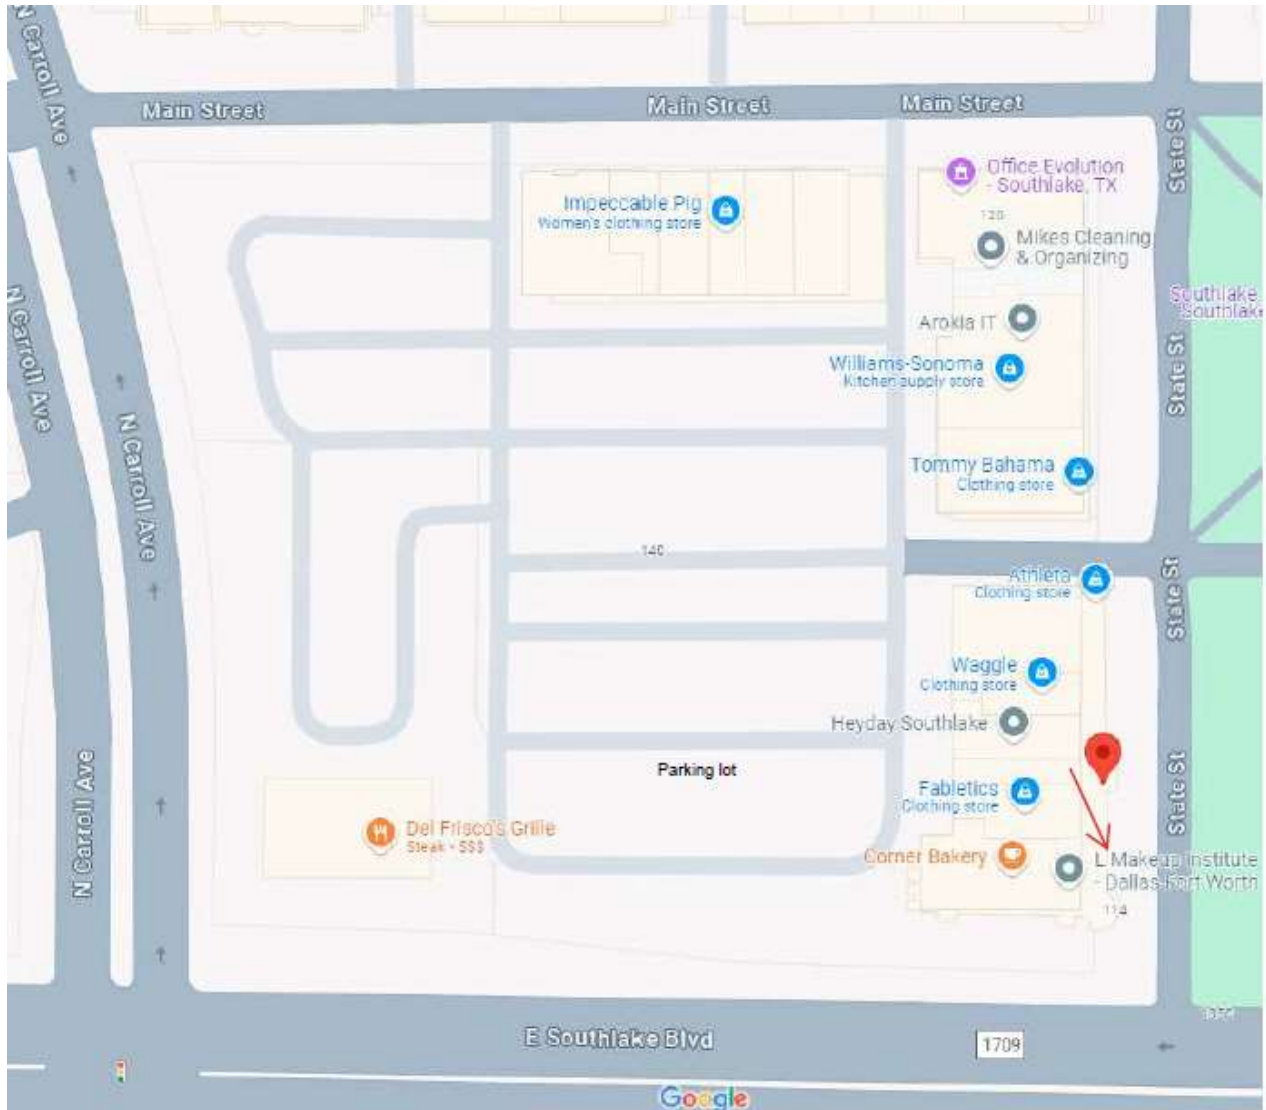 N Carroll Ave
Main Street
Main Street
Main Street
State St
Office Evolution
- Southlake, TX
Impeccable Pig
Women's clothing store
120
Mikes Cleaning
& Organizing
N Carroll Ave
Southlake
Southlake
Arokia IT
Williams-Sonoma
Kitchen supply store
State St
N Carroll Ave
Tommy Bahama
Clothing store
140
Athleta
Clothing store
State St
Waggle
Clothing store
Heyday Southlake
Parking lot
State St
Fabletics
Clothing store
N Carroll Ave
Del Frisco's Grille
Steak • $$$
Corner Bakery
L Makeup Institute
- Dallas-Fort Worth
114
E Southlake Blvd
1709
Google